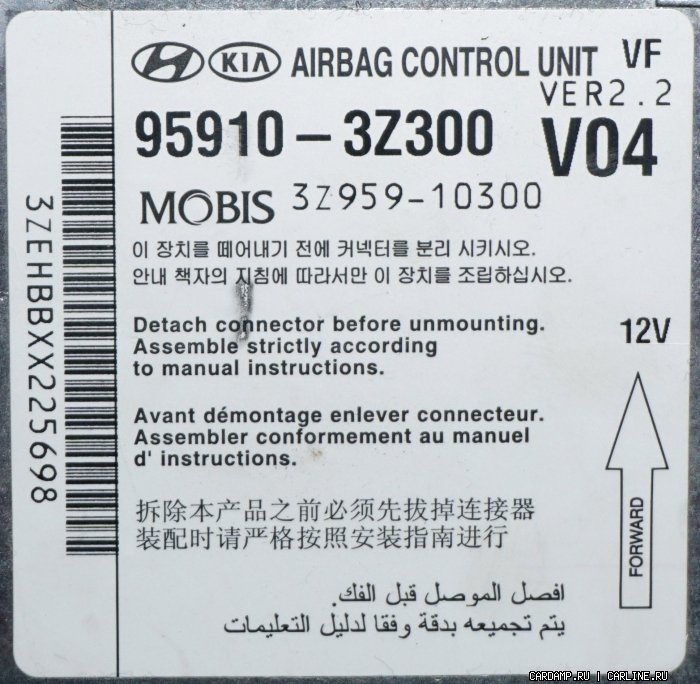 HYUNDAI KIA AIRBAG CONTROL UNIT VF
VER2.2
95910-3Z300 V04
MOBIS 3Z959-10300
이 장치를 떼어내기 전에 커넥터를 분리 시키시오.
안내 책자의 지침에 따라서만 이 장치를 조립하십시오.
Detach connector before unmounting.
Assemble strictly according
to manual instructions.
12V
Avant démontage enlever connecteur.
Assembler conformement au manuel
d' instructions.
拆除本产品之前必须先拔掉连接器
装配时请严格按照安装指南进行
افصل الموصل قبل الفك.
يتم تجميعه بدقة وفقا لدليل التعليمات
FORWARD
3ZEHBBXX225698
CARDAMP.RU | CARLINE.RU